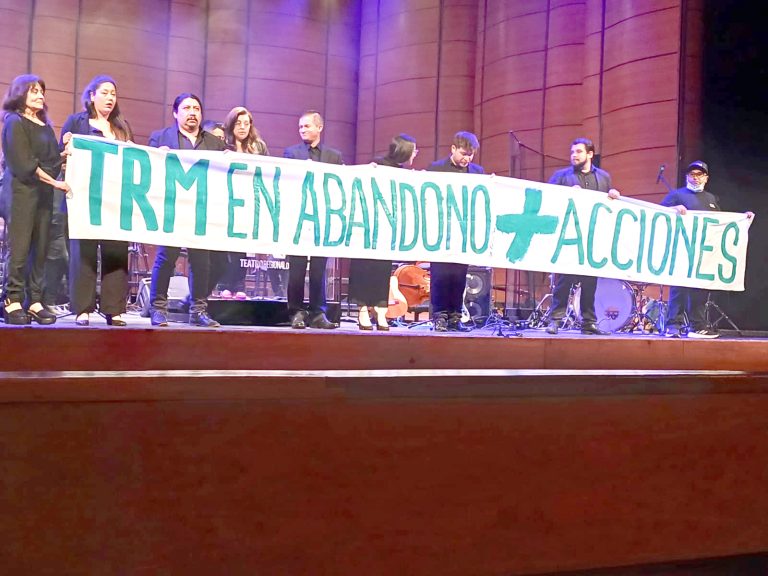 TRM EN ABANDONO + ACCIONES